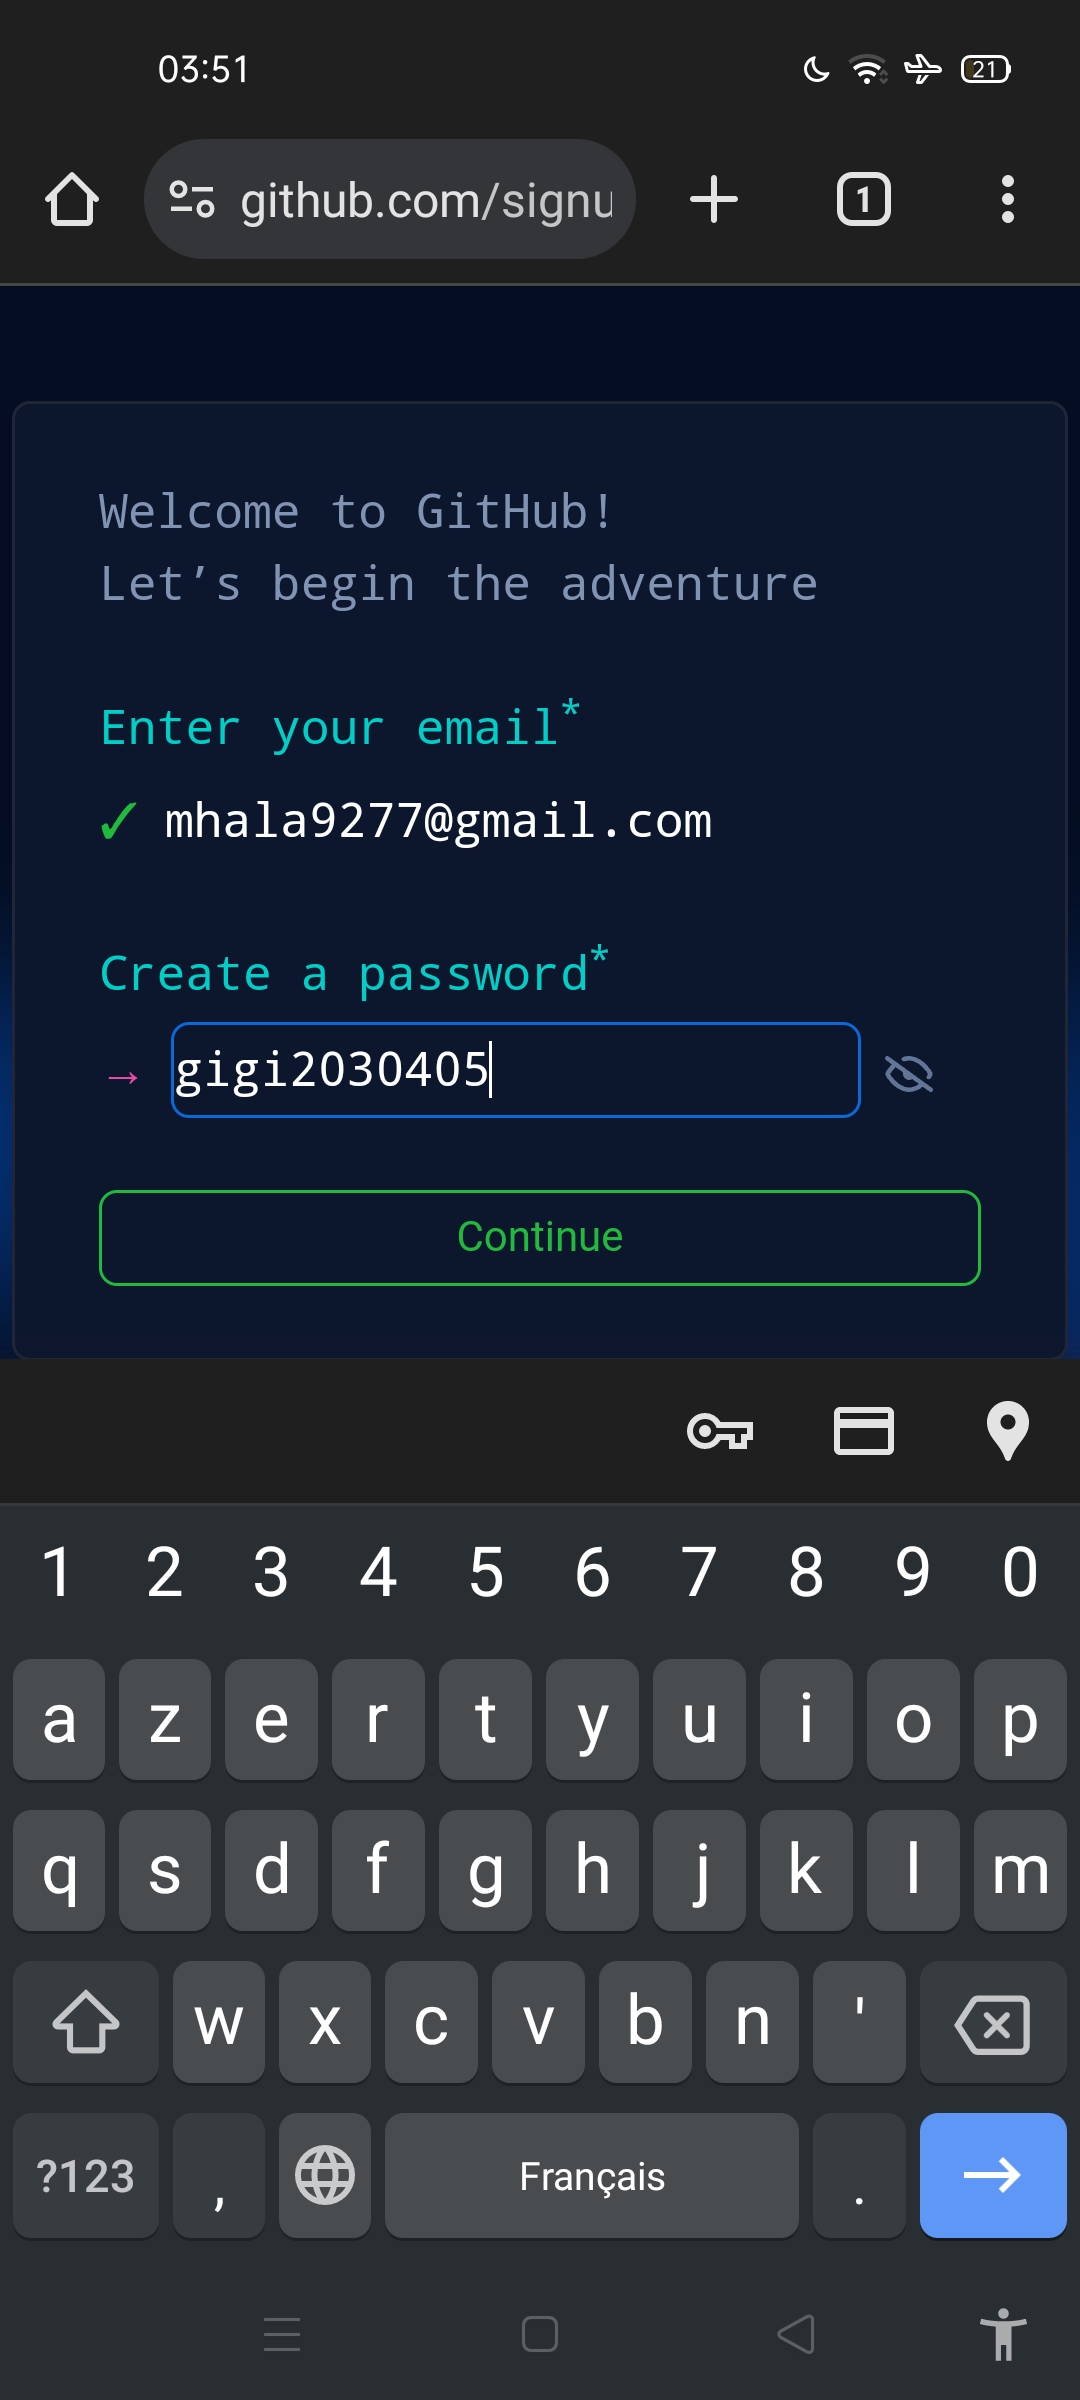 03:51
21
github.com/signu
1
Welcome to GitHub!
Let’s begin the adventure
Enter your email*
✓ mhala9277@gmail.com
Create a password*
→ gigi2030405
Continue
1 2 3 4 5 6 7 8 9 0
a z e r t y u i o p
q s d f g h j k l m
w x c v b n '
?123 , Français .